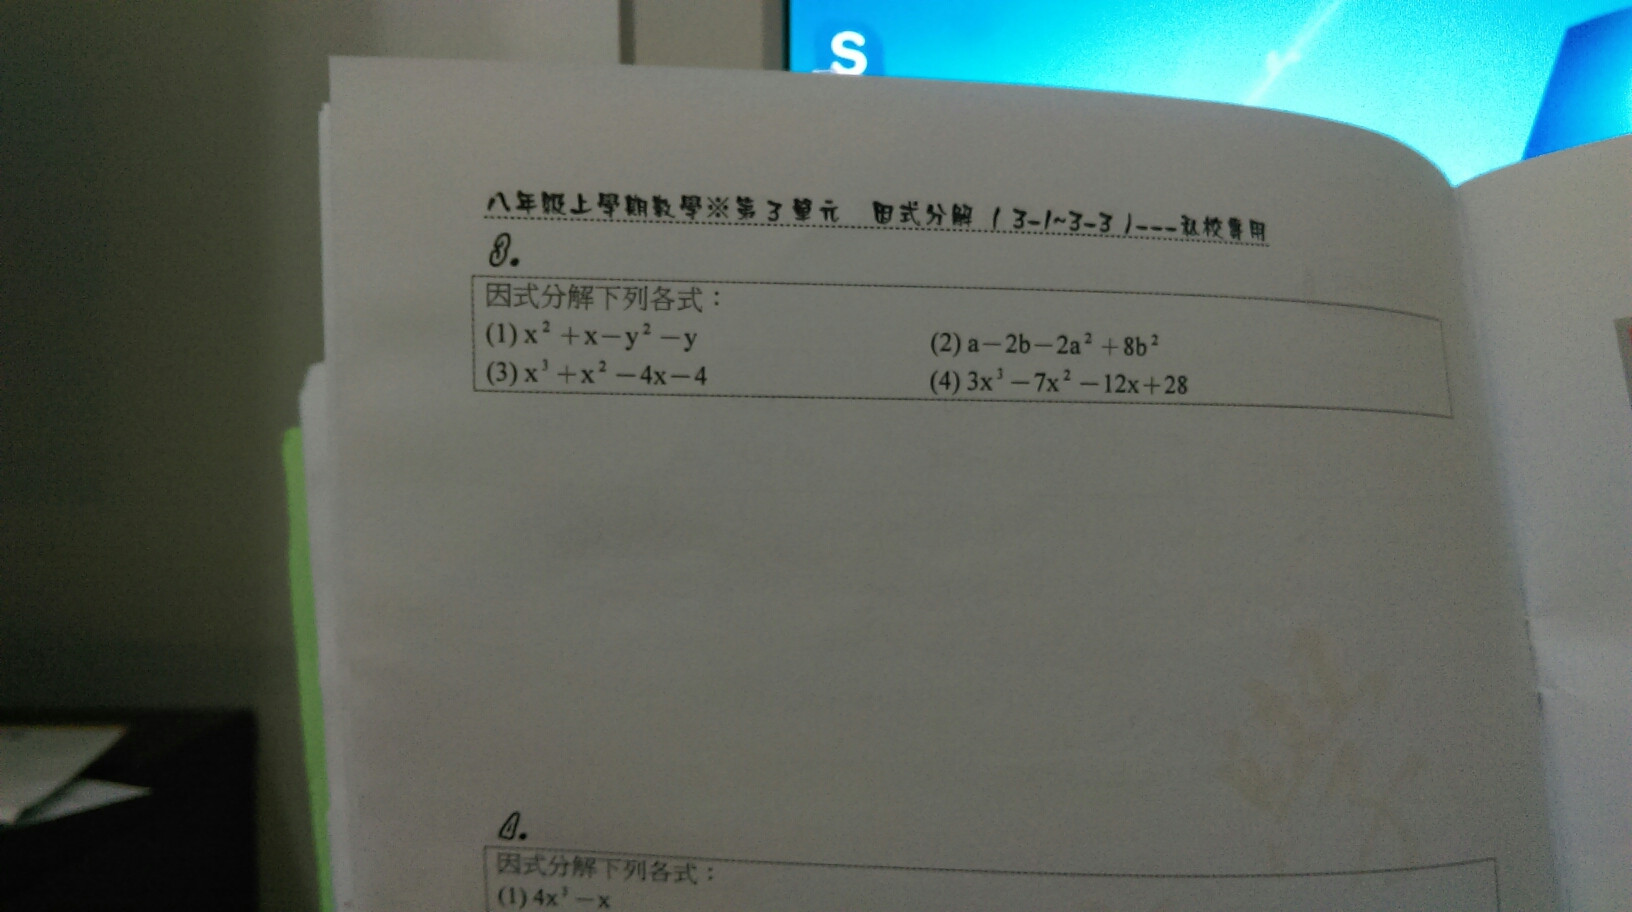 S
八年級上學期數學※第3單元 因式分解(3-1~3-3)---私校專用
8.
因式分解下列各式：
(1) x² +x－y² －y
(2) a－2b－2a² +8b²
(3) x³ +x² －4x－4
(4) 3x³ －7x² －12x+28
因式分解下列各式：
(1) 4x³ －x